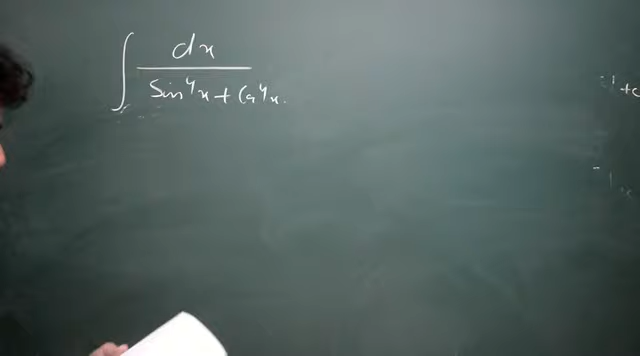 ∫ dx
sin⁴x + cos⁴x.
+c